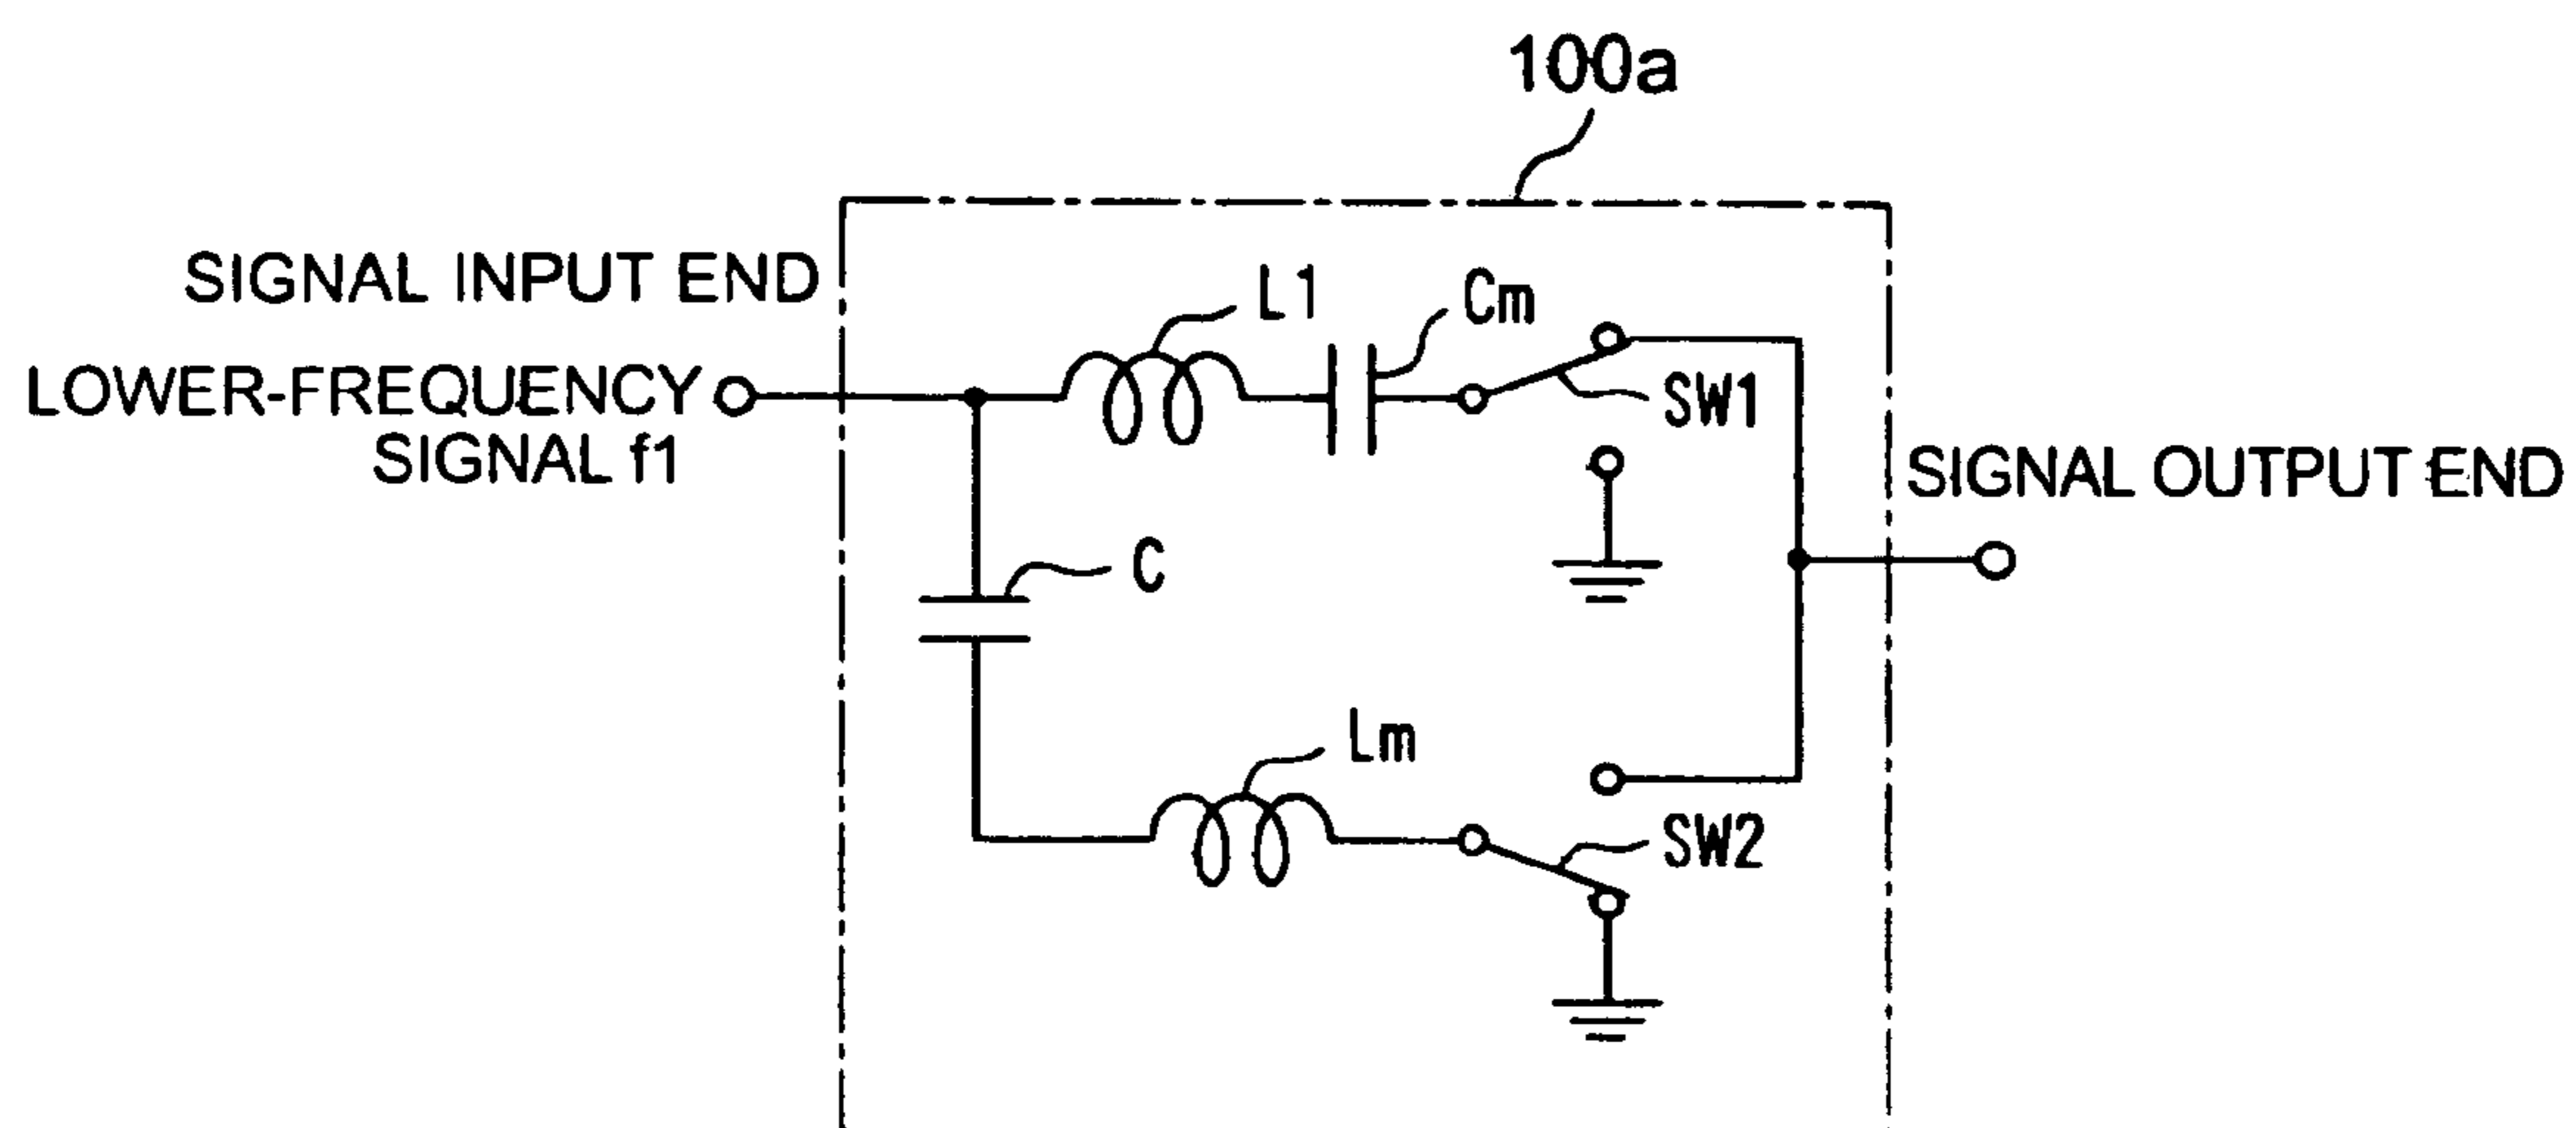 100a
SIGNAL INPUT END
L1
Cm
LOWER-FREQUENCY
SIGNAL f1
SW1
SIGNAL OUTPUT END
C
Lm
SW2